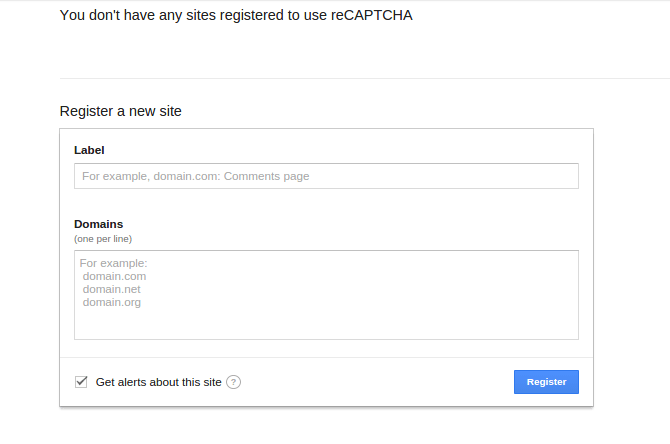 You don't have any sites registered to use reCAPTCHA
Register a new site
Label
For example, domain.com: Comments page
Domains
(one per line)
For example:
domain.com
domain.net
domain.org
Get alerts about this site ?
Register